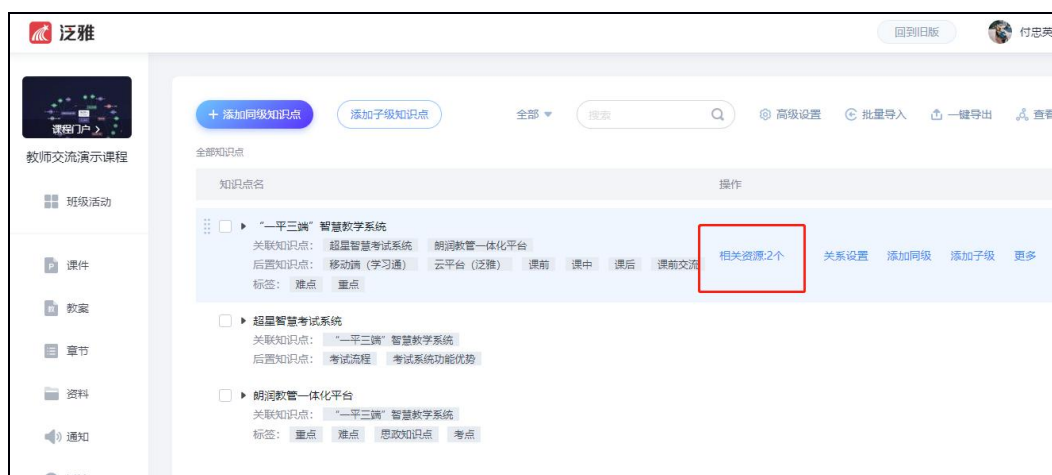 泛雅
回到旧版 付忠英
课程门户
+ 添加同级知识点 添加子级知识点 全部 搜索 高级设置 批量导入 一键导出 查看
教师交流演示课程
全部知识点
知识点名 操作
班级活动
“一平三端”智慧教学系统
关联知识点: 超星智慧考试系统 朗润教管一体化平台
后置知识点: 移动端 (学习通) 云平台 (泛雅) 课前 课中 课后 课前交流
标签: 难点 重点
相关资源:2个 关系设置 添加同级 添加子级 更多
课件
教案
超星智慧考试系统
关联知识点: “一平三端”智慧教学系统
后置知识点: 考试流程 考试系统功能优势
章节
资料
朗润教管一体化平台
关联知识点: “一平三端”智慧教学系统
标签: 重点 难点 思政知识点 考点
通知